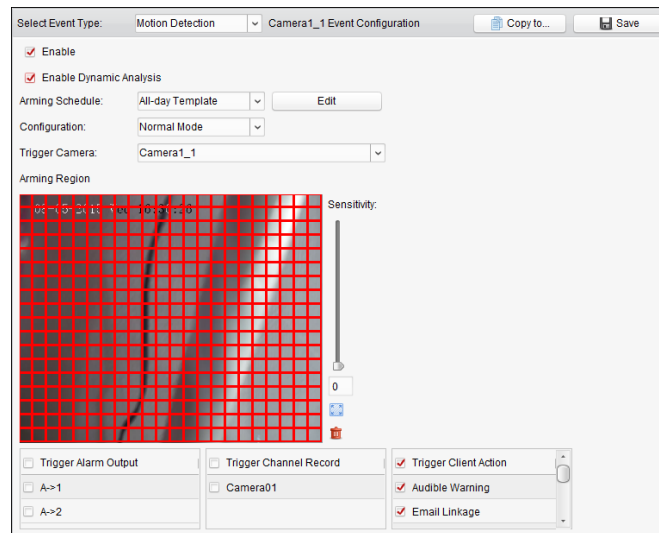 Select Event Type: Motion Detection Camera1_1 Event Configuration Copy to... Save
Enable
Enable Dynamic Analysis
Arming Schedule: All-day Template Edit
Configuration: Normal Mode
Trigger Camera: Camera1_1
Arming Region
Sensitivity:
0
Trigger Alarm Output Trigger Channel Record Trigger Client Action
A->1 Camera01 Audible Warning
A->2 Email Linkage